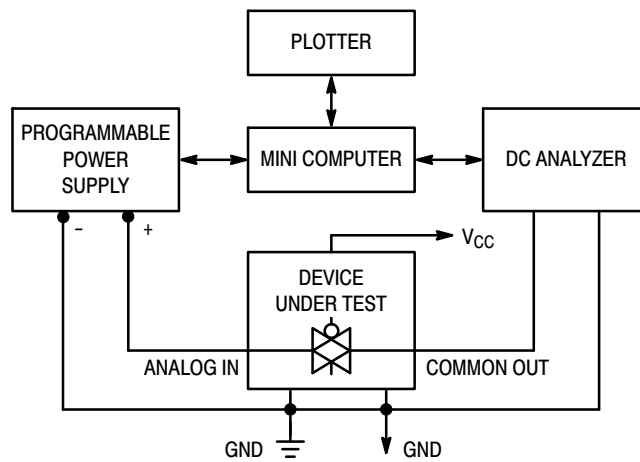 PLOTTER
PROGRAMMABLE
POWER
SUPPLY
MINI COMPUTER
DC ANALYZER
– +
VCC
DEVICE
UNDER TEST
ANALOG IN
COMMON OUT
GND
GND